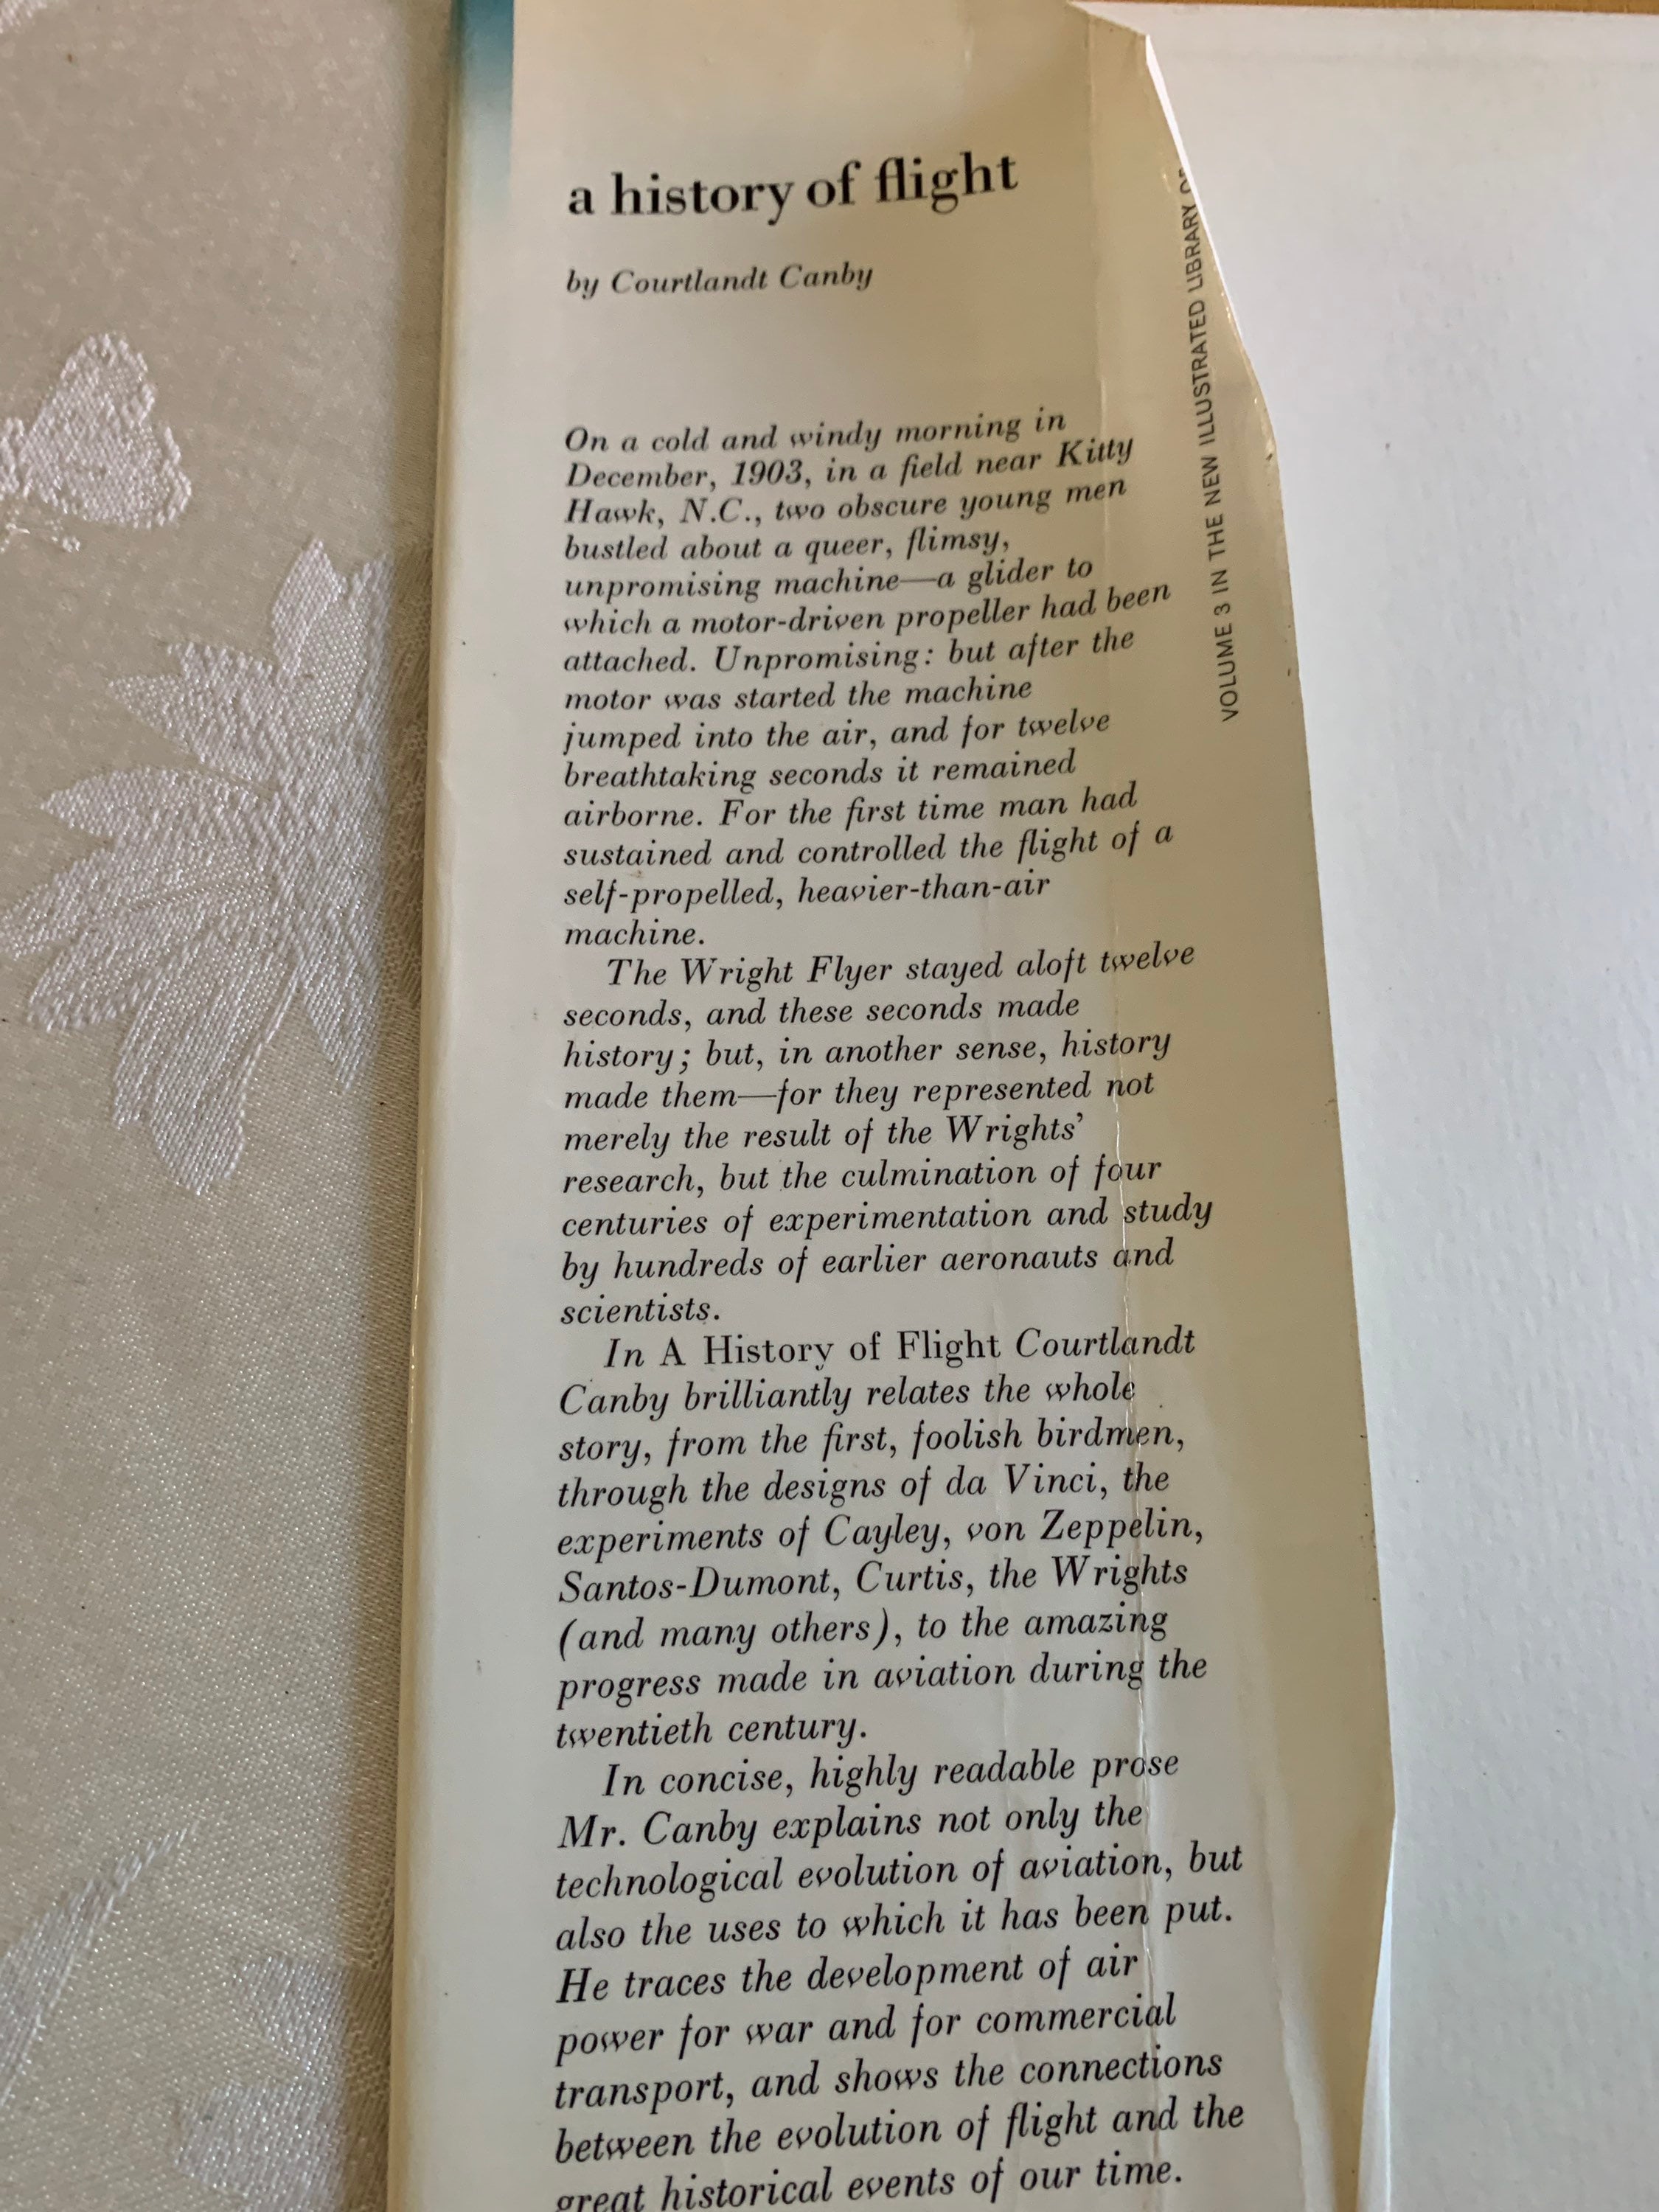 a history of flight
by Courtlandt Canby
On a cold and windy morning in
December, 1903, in a field near Kitty
Hawk, N.C., two obscure young men
bustled about a queer, flimsy,
unpromising machine—a glider to
which a motor-driven propeller had been
attached. Unpromising: but after the
motor was started the machine
jumped into the air, and for twelve
breathtaking seconds it remained
airborne. For the first time man had
sustained and controlled the flight of a
self-propelled, heavier-than-air
machine.
The Wright Flyer stayed aloft twelve
seconds, and these seconds made
history; but, in another sense, history
made them—for they represented not
merely the result of the Wrights'
research, but the culmination of four
centuries of experimentation and study
by hundreds of earlier aeronauts and
scientists.
In A History of Flight Courtlandt
Canby brilliantly relates the whole
story, from the first, foolish birdmen,
through the designs of da Vinci, the
experiments of Cayley, von Zeppelin,
Santos-Dumont, Curtis, the Wrights
(and many others), to the amazing
progress made in aviation during the
twentieth century.
In concise, highly readable prose
Mr. Canby explains not only the
technological evolution of aviation, but
also the uses to which it has been put.
He traces the development of air
power for war and for commercial
transport, and shows the connections
between the evolution of flight and the
great historical events of our time.
VOLUME 3 IN THE NEW ILLUSTRATED LIBRARY